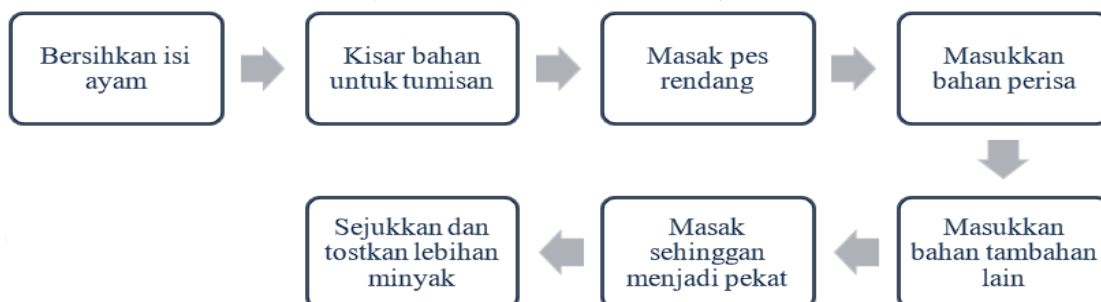 Bersihkan isi
ayam
Kisar bahan
untuk tumisan
Masak pes
rendang
Masukkan
bahan perisa
Masukkan
bahan tambahan
lain
Masak
sehinggan
menjadi pekat
Sejukkan dan
tostkan lebihan
minyak